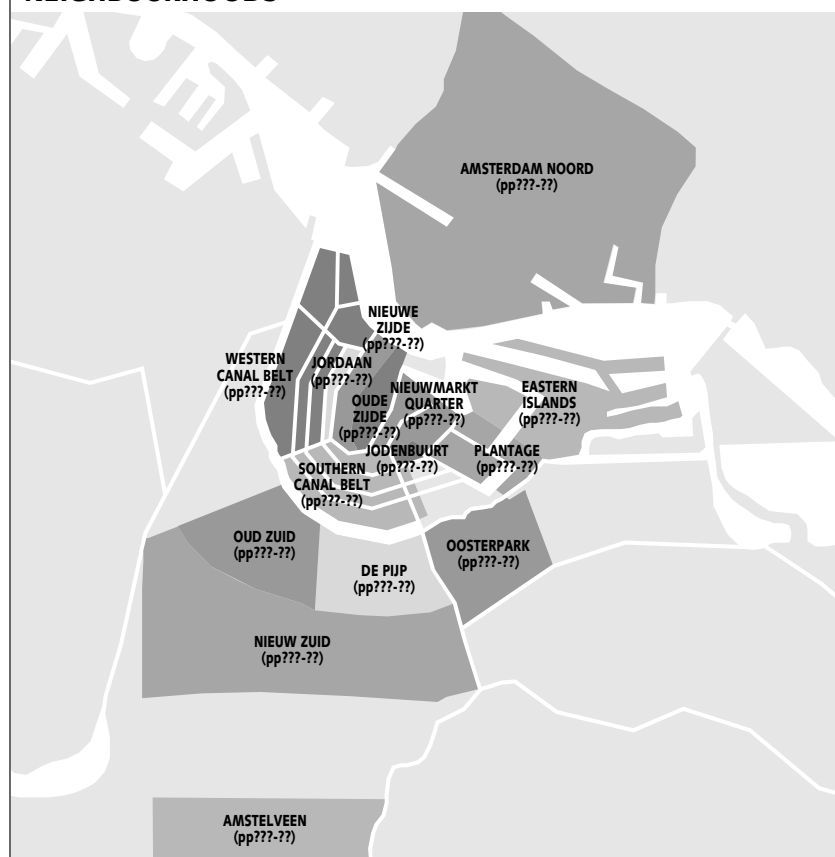 AMSTERDAM NOORD
(pp???-??)
NIEUWE
ZIJDE
(pp???-??)
WESTERN
CANAL BELT
(pp???-??)
JORDAAN
(pp???-??)
OUDE
ZIJDE
(pp???-??)
NIEUWMARKT
QUARTER
(pp???-??)
EASTERN
ISLANDS
(pp???-??)
JODENBUURT
(pp???-??)
PLANTAGE
(pp???-??)
SOUTHERN
CANAL BELT
(pp???-??)
OUD ZUID
(pp???-??)
DE PIJP
(pp???-??)
OOSTERPARK
(pp???-??)
NIEUW ZUID
(pp???-??)
AMSTELVEEN
(pp???-??)